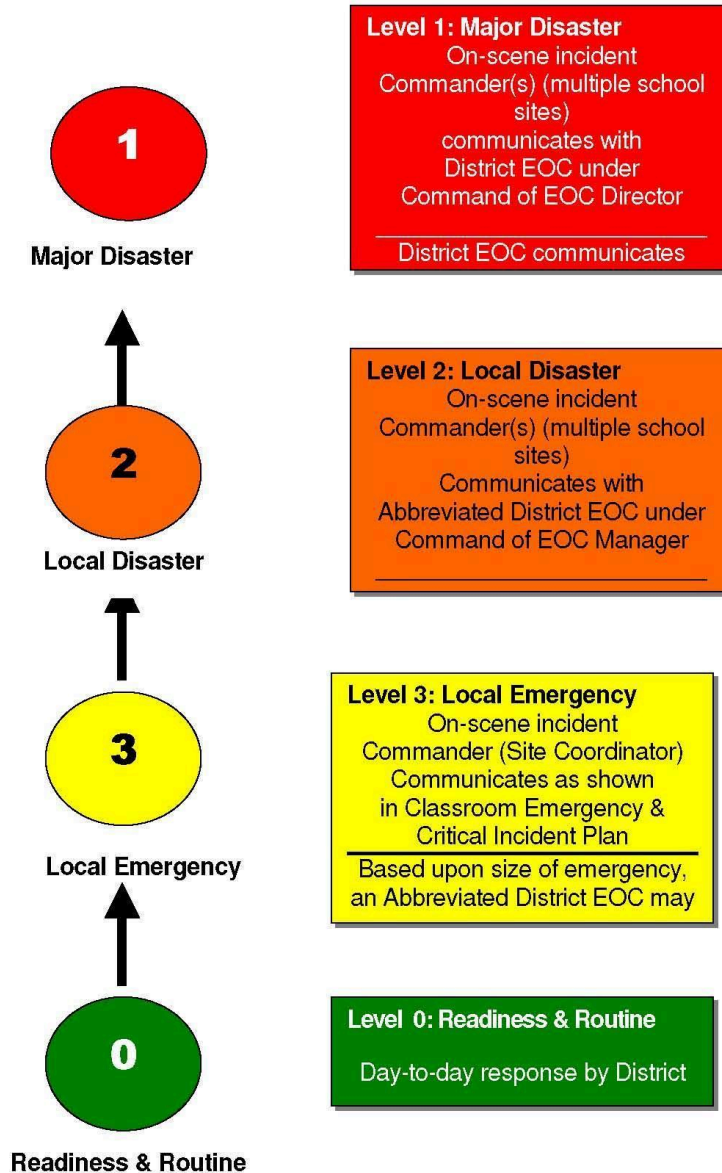 1
Major Disaster
Level 1: Major Disaster
On-scene incident
Commander(s) (multiple school
sites)
communicates with
District EOC under
Command of EOC Director
District EOC communicates
2
Local Disaster
Level 2: Local Disaster
On-scene incident
Commander(s) (multiple school
sites)
Communicates with
Abbreviated District EOC under
Command of EOC Manager
3
Local Emergency
Level 3: Local Emergency
On-scene incident
Commander (Site Coordinator)
Communicates as shown
in Classroom Emergency &
Critical Incident Plan
Based upon size of emergency,
an Abbreviated District EOC may
0
Readiness & Routine
Level 0: Readiness & Routine
Day-to-day response by District